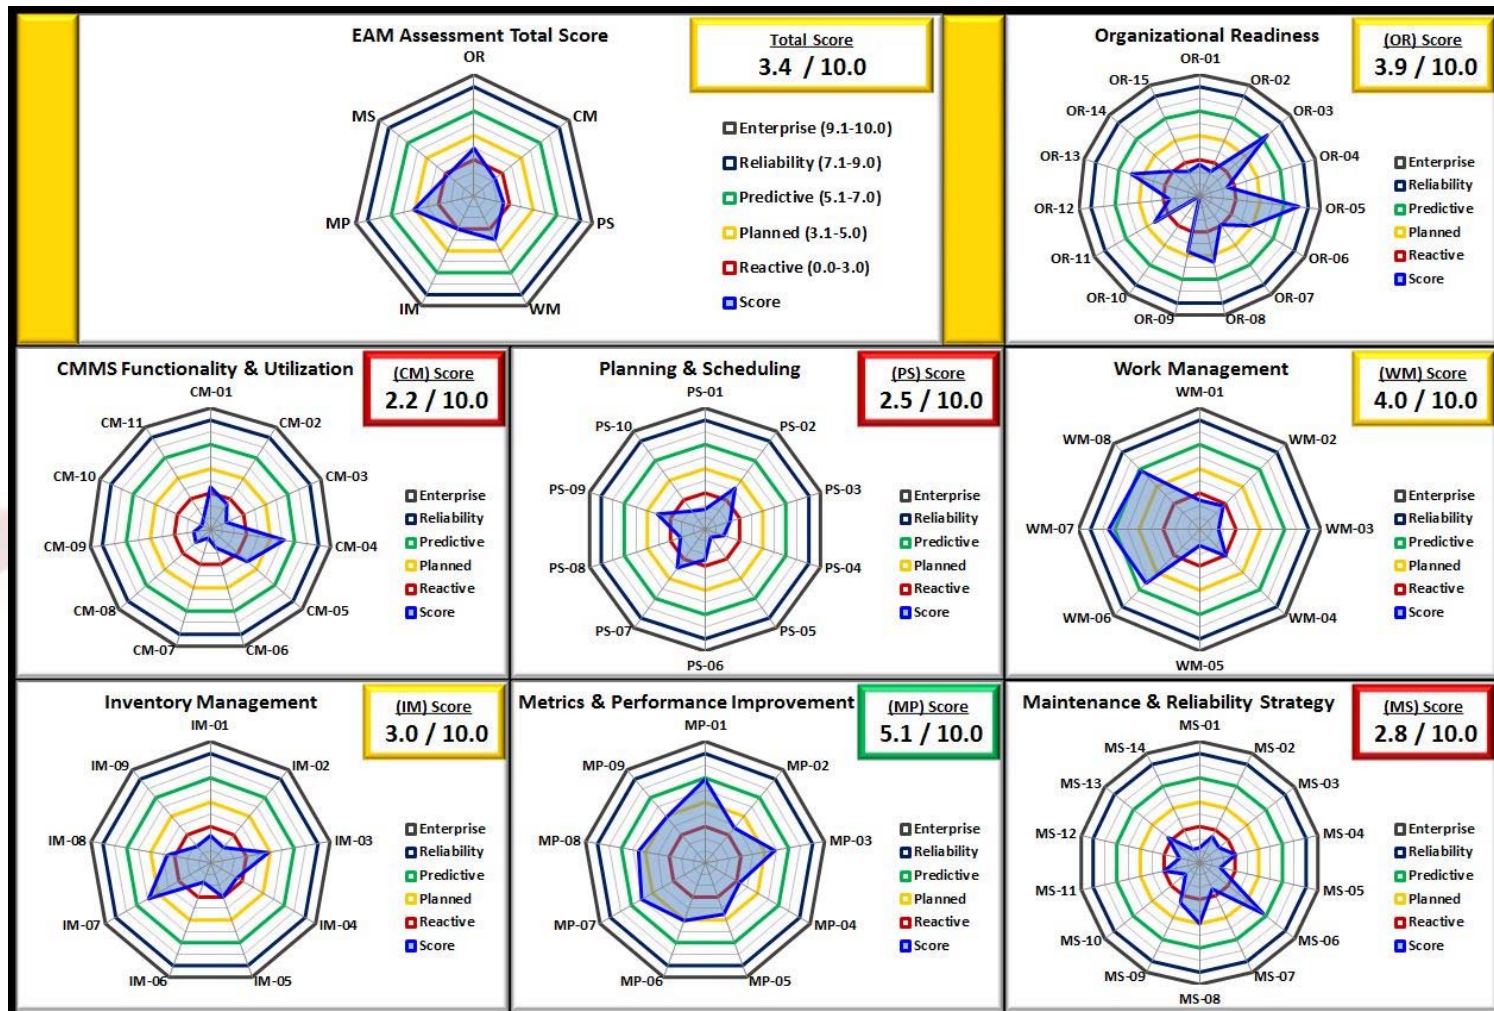 EAM Assessment Total Score
Total Score
3.4 / 10.0
OR
CM
PS
WM
IM
MP
MS
Enterprise (9.1-10.0)
Reliability (7.1-9.0)
Predictive (5.1-7.0)
Planned (3.1-5.0)
Reactive (0.0-3.0)
Score
Organizational Readiness
(OR) Score
3.9 / 10.0
OR-01
OR-02
OR-03
OR-04
OR-05
OR-06
OR-07
OR-08
OR-09
OR-10
OR-11
OR-12
OR-13
OR-14
OR-15
Enterprise
Reliability
Predictive
Planned
Reactive
Score
CMMS Functionality & Utilization
(CM) Score
2.2 / 10.0
CM-01
CM-02
CM-03
CM-04
CM-05
CM-06
CM-07
CM-08
CM-09
CM-10
CM-11
Enterprise
Reliability
Predictive
Planned
Reactive
Score
Planning & Scheduling
(PS) Score
2.5 / 10.0
PS-01
PS-02
PS-03
PS-04
PS-05
PS-06
PS-07
PS-08
PS-09
PS-10
Enterprise
Reliability
Predictive
Planned
Reactive
Score
Work Management
(WM) Score
4.0 / 10.0
WM-01
WM-02
WM-03
WM-04
WM-05
WM-06
WM-07
WM-08
Enterprise
Reliability
Predictive
Planned
Reactive
Score
Inventory Management
(IM) Score
3.0 / 10.0
IM-01
IM-02
IM-03
IM-04
IM-05
IM-06
IM-07
IM-08
IM-09
Enterprise
Reliability
Predictive
Planned
Reactive
Score
Metrics & Performance Improvement
(MP) Score
5.1 / 10.0
MP-01
MP-02
MP-03
MP-04
MP-05
MP-06
MP-07
MP-08
MP-09
Enterprise
Reliability
Predictive
Planned
Reactive
Score
Maintenance & Reliability Strategy
(MS) Score
2.8 / 10.0
MS-01
MS-02
MS-03
MS-04
MS-05
MS-06
MS-07
MS-08
MS-09
MS-10
MS-11
MS-12
MS-13
MS-14
Enterprise
Reliability
Predictive
Planned
Reactive
Score